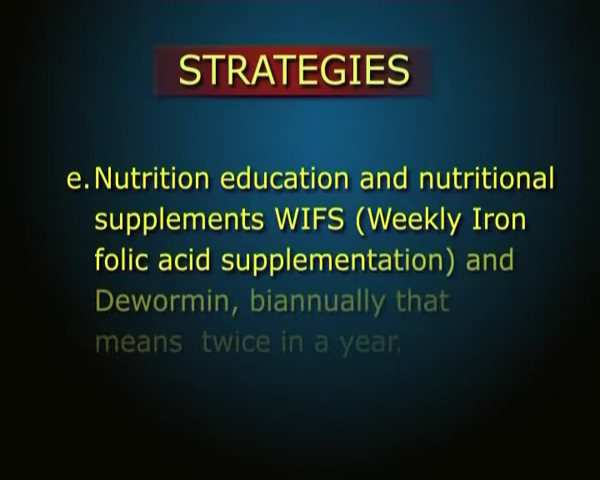 STRATEGIES
e. Nutrition education and nutritional
supplements WIFS (Weekly Iron
folic acid supplementation) and
Dewormin, biannually that
means twice in a year.